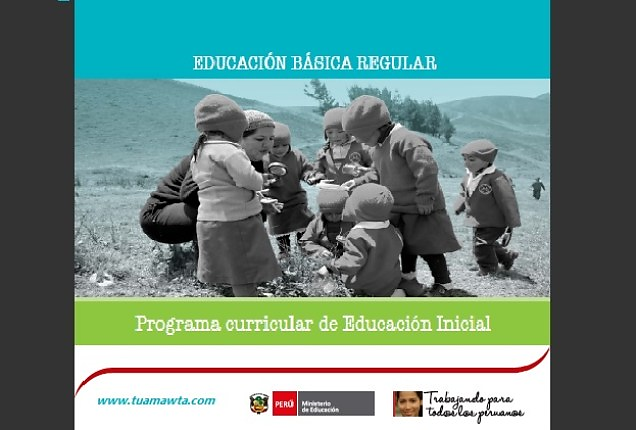 EDUCACIÓN BÁSICA REGULAR
Programa curricular de Educación Inicial
www.tuamawta.com
PERÚ
Ministerio
de Educación
Trabajando para
todos los peruanos